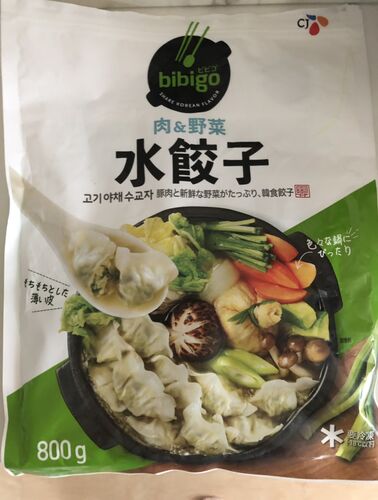 CJ
bibigo
ビビゴ
SHARE KOREAN FLAVOR
肉&野菜
水餃子
고기야채 수교자 豚肉と新鮮な野菜がたっぷり、韓食餃子
色々な鍋に
ぴったり
もちもちとした
薄い皮
800g
要冷凍